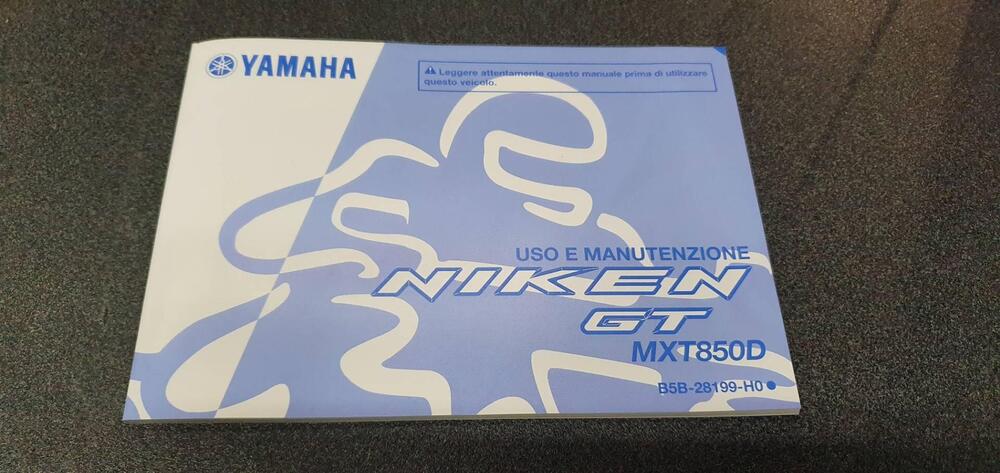 YAMAHA
⚠ Leggere attentamente questo manuale prima di utilizzare
questo veicolo.
USO E MANUTENZIONE
NIKEN
GT
MXT850D
B5B-28199-H0